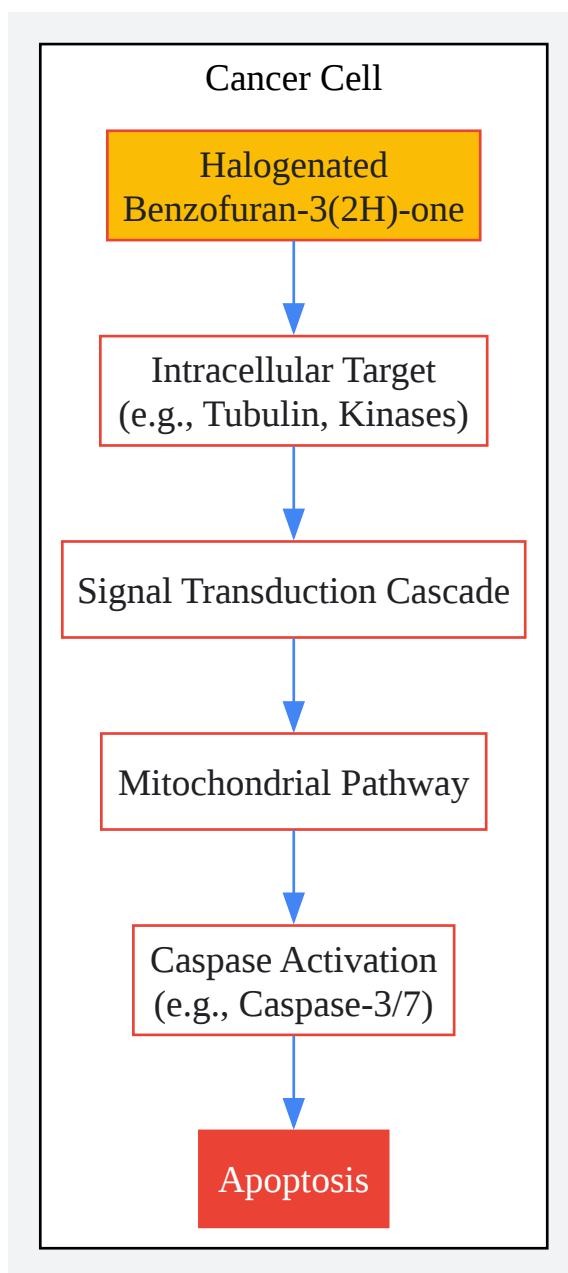 Cancer Cell
Halogenated
Benzofuran-3(2H)-one
Intracellular Target
(e.g., Tubulin, Kinases)
Signal Transduction Cascade
Mitochondrial Pathway
Caspase Activation
(e.g., Caspase-3/7)
Apoptosis